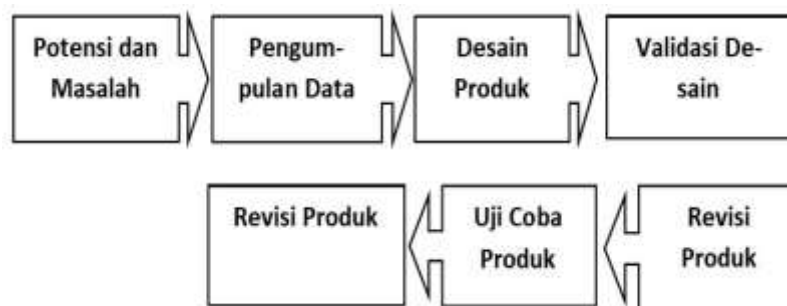 Potensi dan
Masalah
Pengum-
pulan Data
Desain
Produk
Validasi De-
sain
Revisi Produk
Uji Coba
Produk
Revisi
Produk